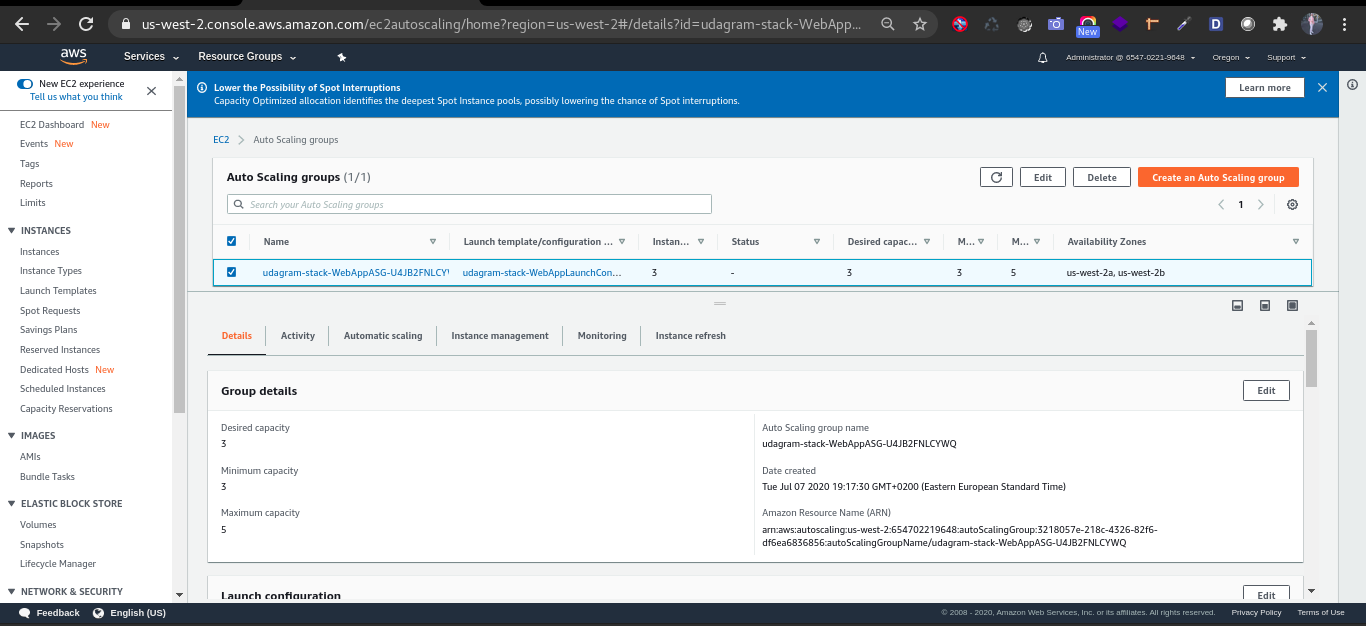 us-west-2.console.aws.amazon.com/ec2autoscaling/home?region=us-west-2#/details?id=udagram-stack-WebApp...
New
D
aws
Services
Resource Groups
Administrator @ 6547-0221-9648
Oregon
Support
New EC2 experience
Tell us what you think
EC2 Dashboard New
Events New
Tags
Reports
Limits
INSTANCES
Instances
Instance Types
Launch Templates
Spot Requests
Savings Plans
Reserved Instances
Dedicated Hosts New
Scheduled Instances
Capacity Reservations
IMAGES
AMIs
Bundle Tasks
ELASTIC BLOCK STORE
Volumes
Snapshots
Lifecycle Manager
NETWORK & SECURITY
Lower the Possibility of Spot Interruptions
Capacity Optimized allocation identifies the deepest Spot Instance pools, possibly lowering the chance of Spot interruptions.
Learn more
EC2 > Auto Scaling groups
Auto Scaling groups (1/1)
Edit
Delete
Create an Auto Scaling group
Search your Auto Scaling groups
1
Name Launch template/configuration ... Instan... Status Desired capac... M... M... Availability Zones
udagram-stack-WebAppASG-U4JB2FNLCYW udagram-stack-WebAppLaunchCon... 3 - 3 3 5 us-west-2a, us-west-2b
Details Activity Automatic scaling Instance management Monitoring Instance refresh
Group details
Edit
Desired capacity
3
Minimum capacity
3
Maximum capacity
5
Auto Scaling group name
udagram-stack-WebAppASG-U4JB2FNLCYWQ
Date created
Tue Jul 07 2020 19:17:30 GMT+0200 (Eastern European Standard Time)
Amazon Resource Name (ARN)
arn:aws:autoscaling:us-west-2:654702219648:autoScalingGroup:3218057e-218c-4326-82f6-
df6ea6836856:autoScalingGroupName/udagram-stack-WebAppASG-U4JB2FNLCYWQ
Launch configuration
Edit
Feedback
English (US)
© 2008 - 2020, Amazon Web Services, Inc. or its affiliates. All rights reserved.
Privacy Policy
Terms of Use